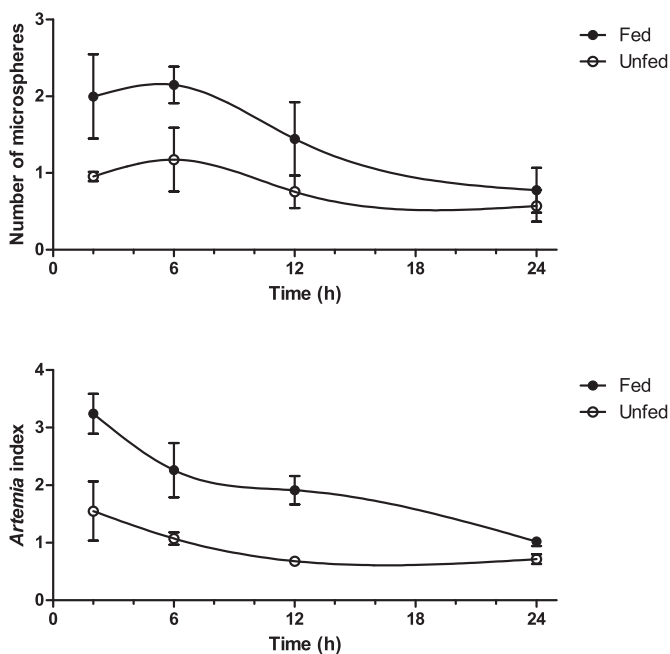 3
2
1
0
Number of microspheres
0 6 12 18 24
Time (h)
Fed
Unfed
4
3
2
1
0
Artemia index
0 6 12 18 24
Time (h)
Fed
Unfed